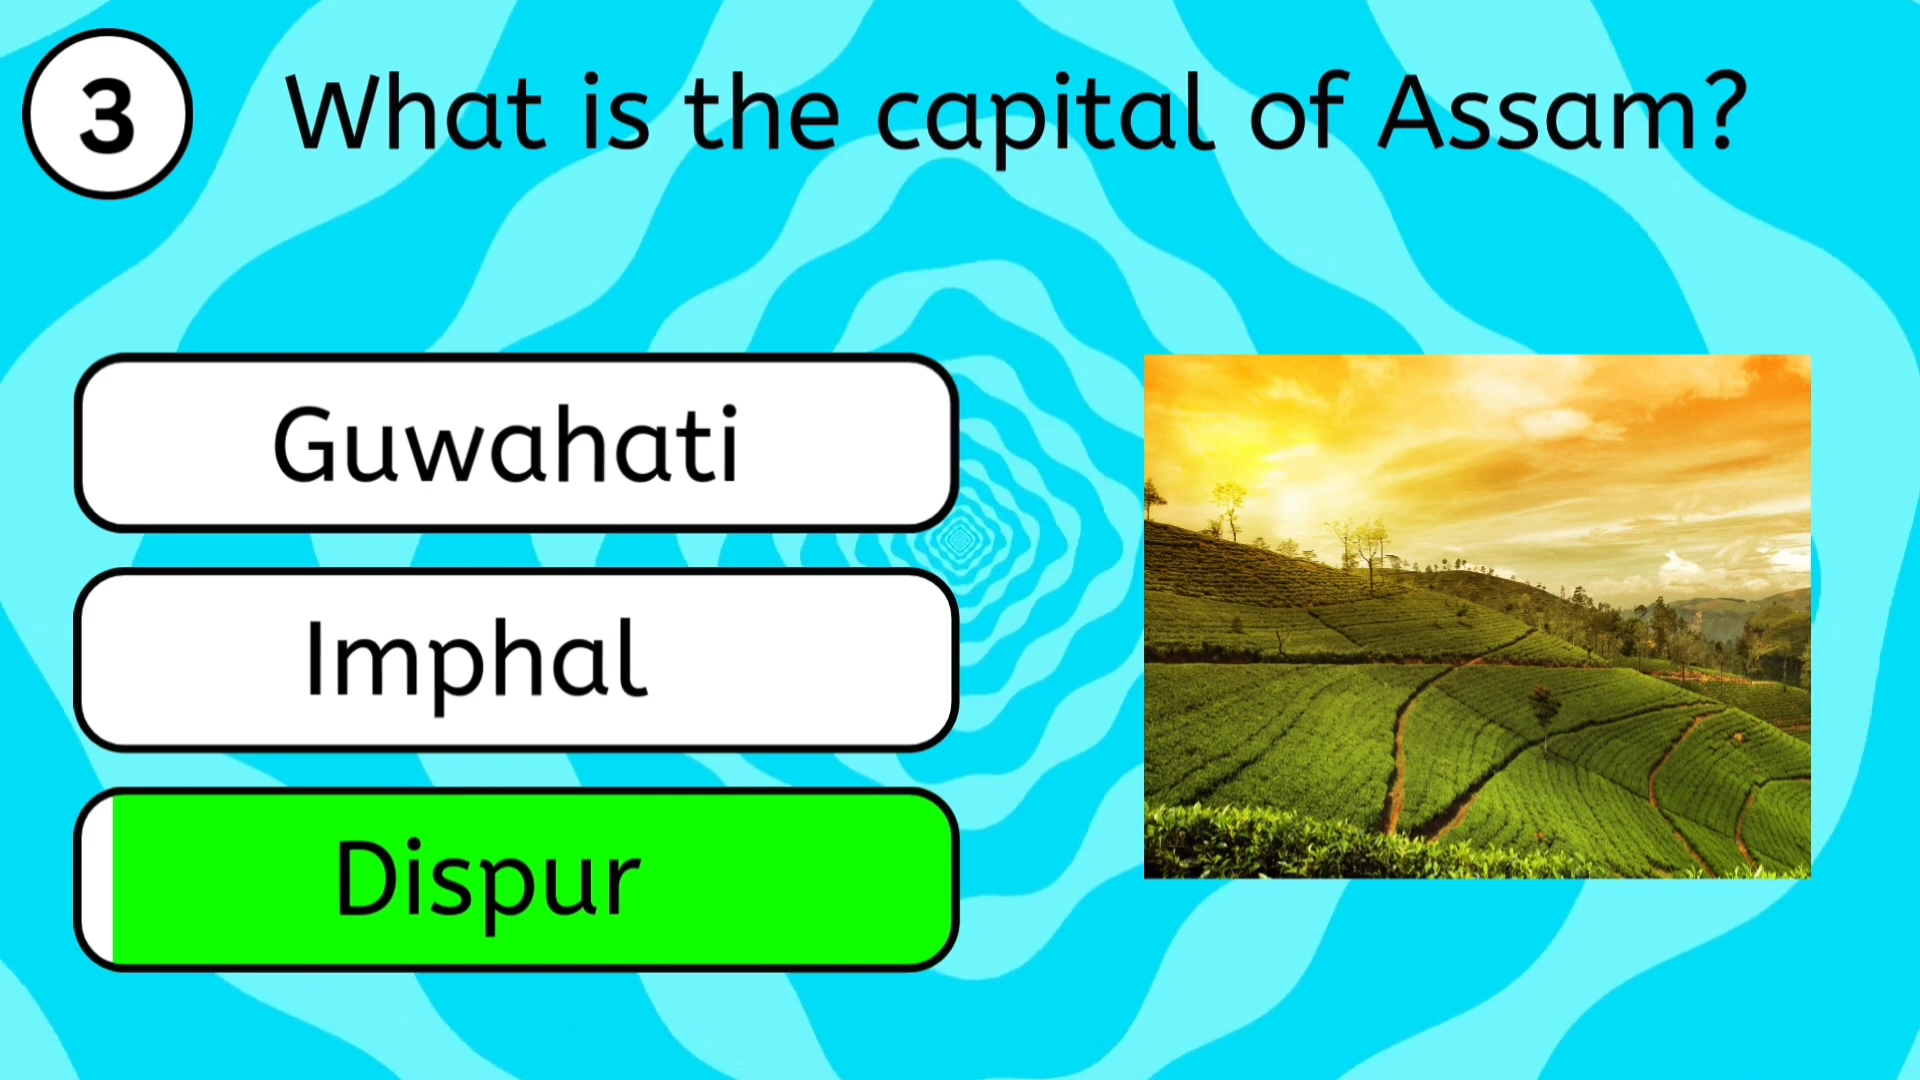 3
What is the capital of Assam?
Guwahati
Imphal
Dispur